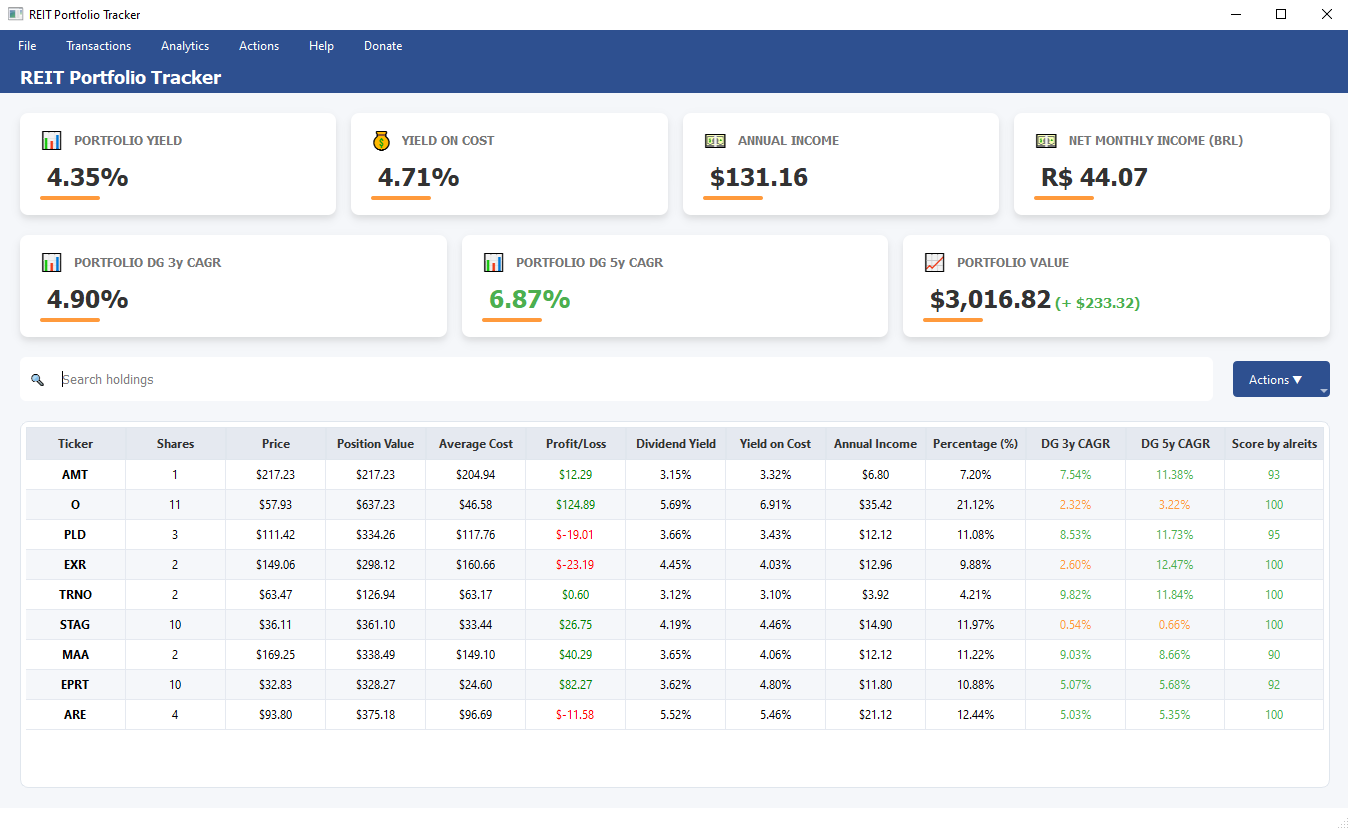 REIT Portfolio Tracker
File Transactions Analytics Actions Help Donate
REIT Portfolio Tracker
PORTFOLIO YIELD YIELD ON COST ANNUAL INCOME NET MONTHLY INCOME (BRL)
4.35% 4.71% $131.16 R$ 44.07
PORTFOLIO DG 3y CAGR PORTFOLIO DG 5y CAGR PORTFOLIO VALUE
4.90% 6.87% $3,016.82 (+ $233.32)
Search holdings Actions ▼
Ticker Shares Price Position Value Average Cost Profit/Loss Dividend Yield Yield on Cost Annual Income Percentage (%) DG 3y CAGR DG 5y CAGR Score by alreits
AMT 1 $217.23 $217.23 $204.94 $12.29 3.15% 3.32% $6.80 7.20% 7.54% 11.38% 93
O 11 $57.93 $637.23 $46.58 $124.89 5.69% 6.91% $35.42 21.12% 2.32% 3.22% 100
PLD 3 $111.42 $334.26 $117.76 $-19.01 3.66% 3.43% $12.12 11.08% 8.53% 11.73% 95
EXR 2 $149.06 $298.12 $160.66 $-23.19 4.45% 4.03% $12.96 9.88% 2.60% 12.47% 100
TRNO 2 $63.47 $126.94 $63.17 $0.60 3.12% 3.10% $3.92 4.21% 9.82% 11.84% 100
STAG 10 $36.11 $361.10 $33.44 $26.75 4.19% 4.46% $14.90 11.97% 0.54% 0.66% 100
MAA 2 $169.25 $338.49 $149.10 $40.29 3.65% 4.06% $12.12 11.22% 9.03% 8.66% 90
EPRT 10 $32.83 $328.27 $24.60 $82.27 3.62% 4.80% $11.80 10.88% 5.07% 5.68% 92
ARE 4 $93.80 $375.18 $96.69 $-11.58 5.52% 5.46% $21.12 12.44% 5.03% 5.35% 100